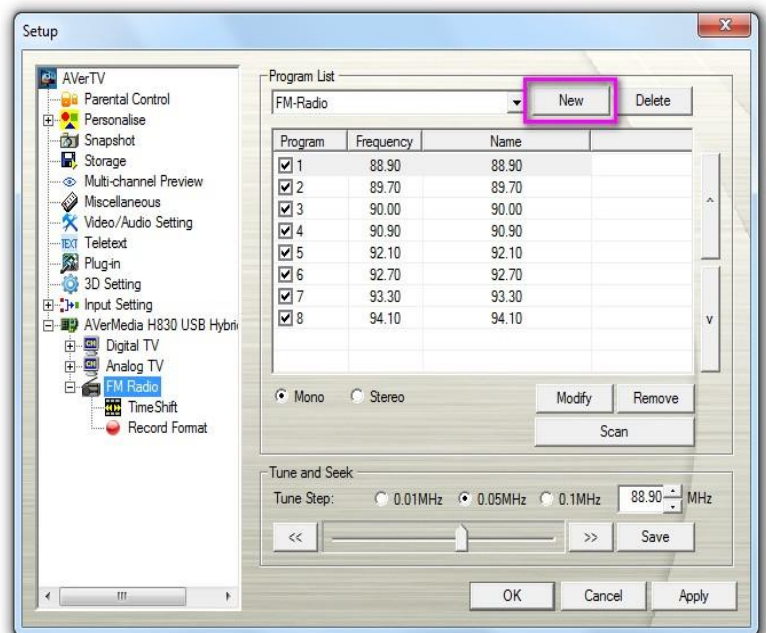 Setup
X
AVerTV
Parental Control
Personalise
Snapshot
Storage
Multi-channel Preview
Miscellaneous
Video/Audio Setting
TEXT Teletext
Plug-in
3D Setting
Input Setting
AVerMedia H830 USB Hybri
CH Digital TV
CH Analog TV
FM Radio
TimeShift
Record Format
Program List
FM-Radio
New Delete
Program Frequency Name
1 88.90 88.90
2 89.70 89.70
3 90.00 90.00
4 90.90 90.90
5 92.10 92.10
6 92.70 92.70
7 93.30 93.30
8 94.10 94.10
^
v
Mono Stereo Modify Remove
Scan
Tune and Seek
Tune Step: 0.01MHz 0.05MHz 0.1MHz 88.90 MHz
<< >> Save
OK Cancel Apply